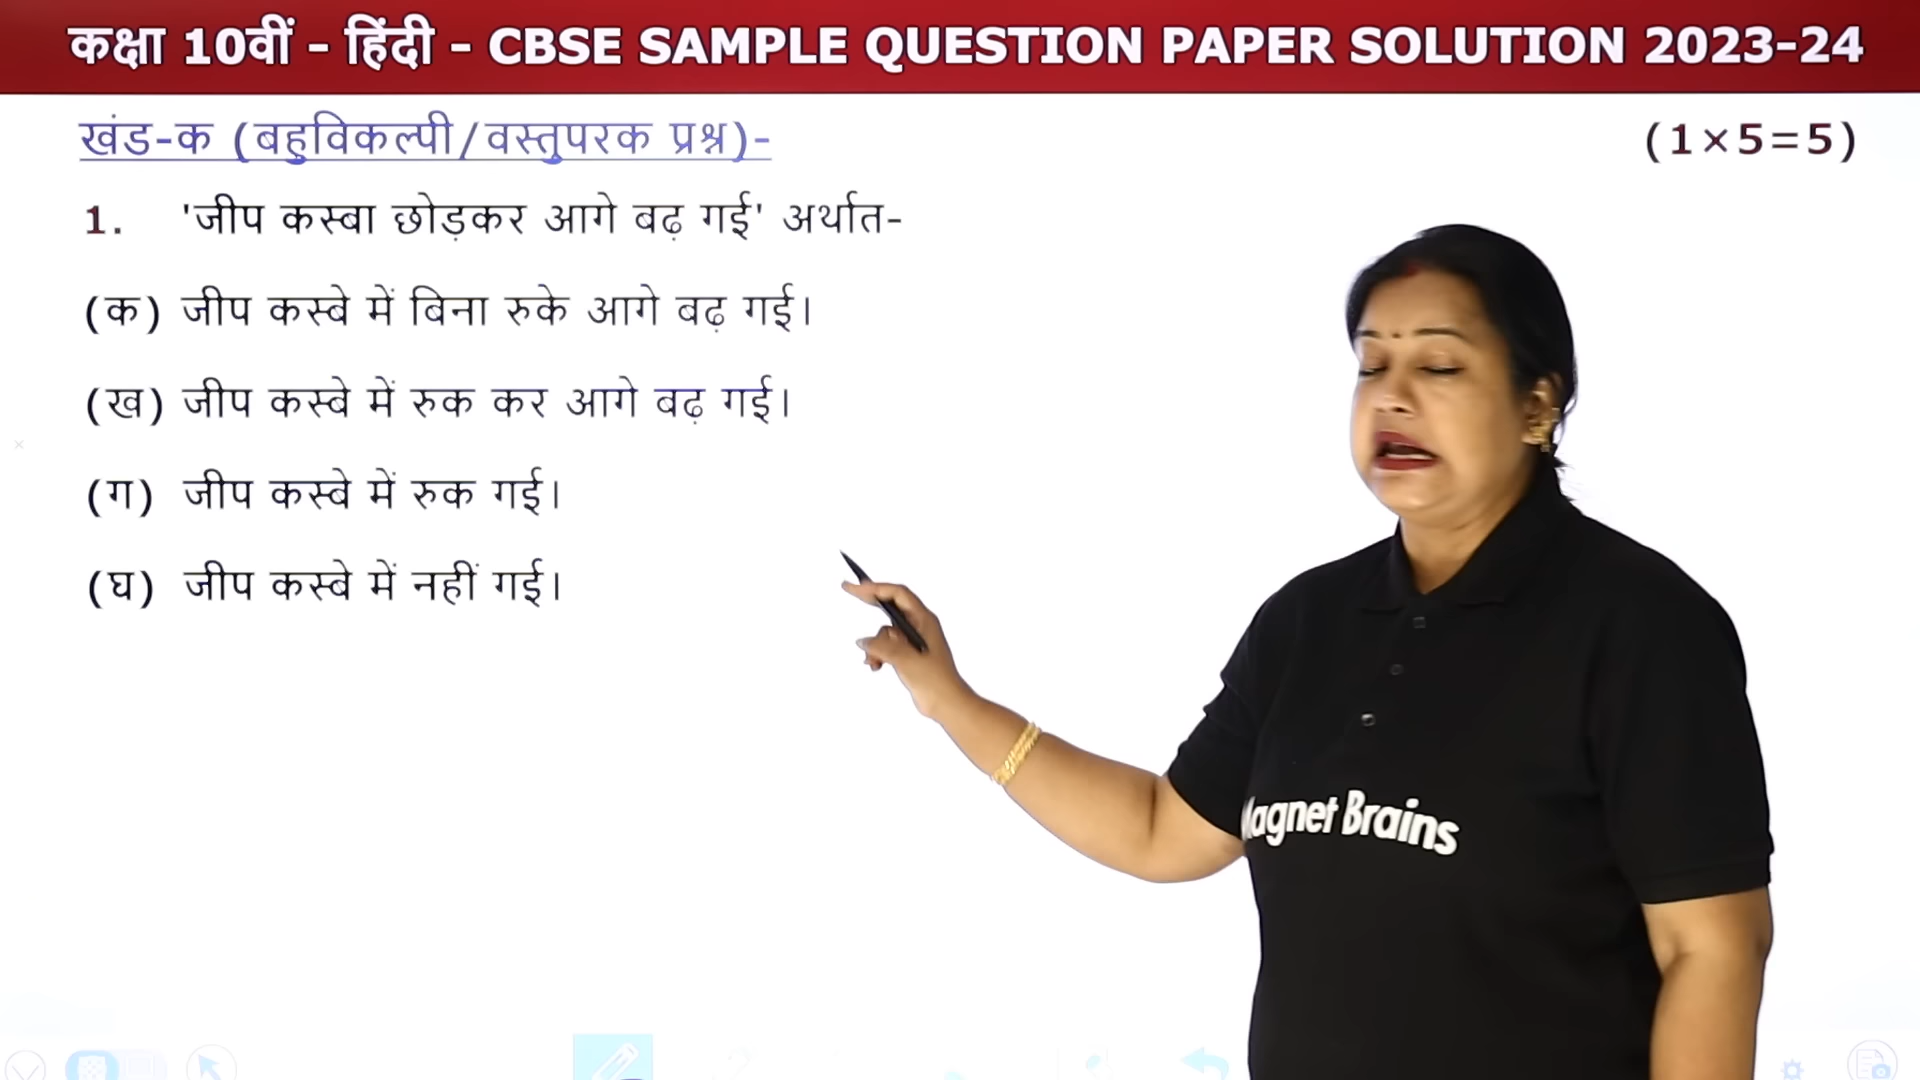 कक्षा 10वीं - हिंदी - CBSE SAMPLE QUESTION PAPER SOLUTION 2023-24
खंड-क (बहुविकल्पी/वस्तुपरक प्रश्न)- (1×5=5)
1. 'जीप कस्बा छोड़कर आगे बढ़ गई' अर्थात-
(क) जीप कस्बे में बिना रुके आगे बढ़ गई।
(ख) जीप कस्बे में रुक कर आगे बढ़ गई।
(ग) जीप कस्बे में रुक गई।
(घ) जीप कस्बे में नहीं गई।
Magnet Brains